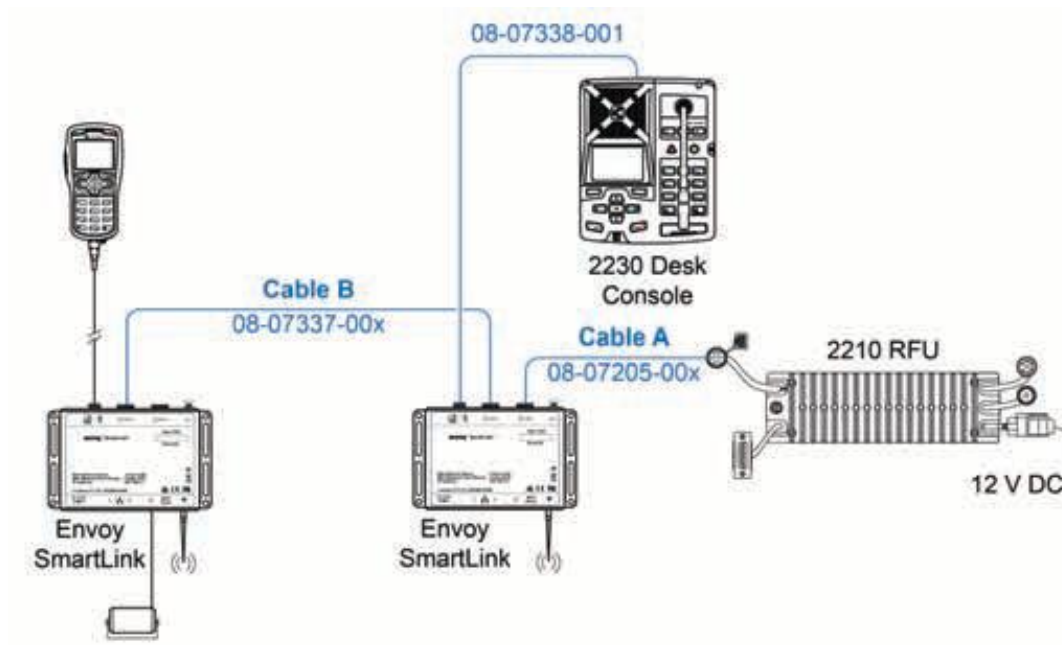 08-07338-001
2230 Desk
Console
Cable B
08-07337-00x
Cable A
08-07205-00x
2210 RFU
12 V DC
Envoy
SmartLink
Envoy
SmartLink